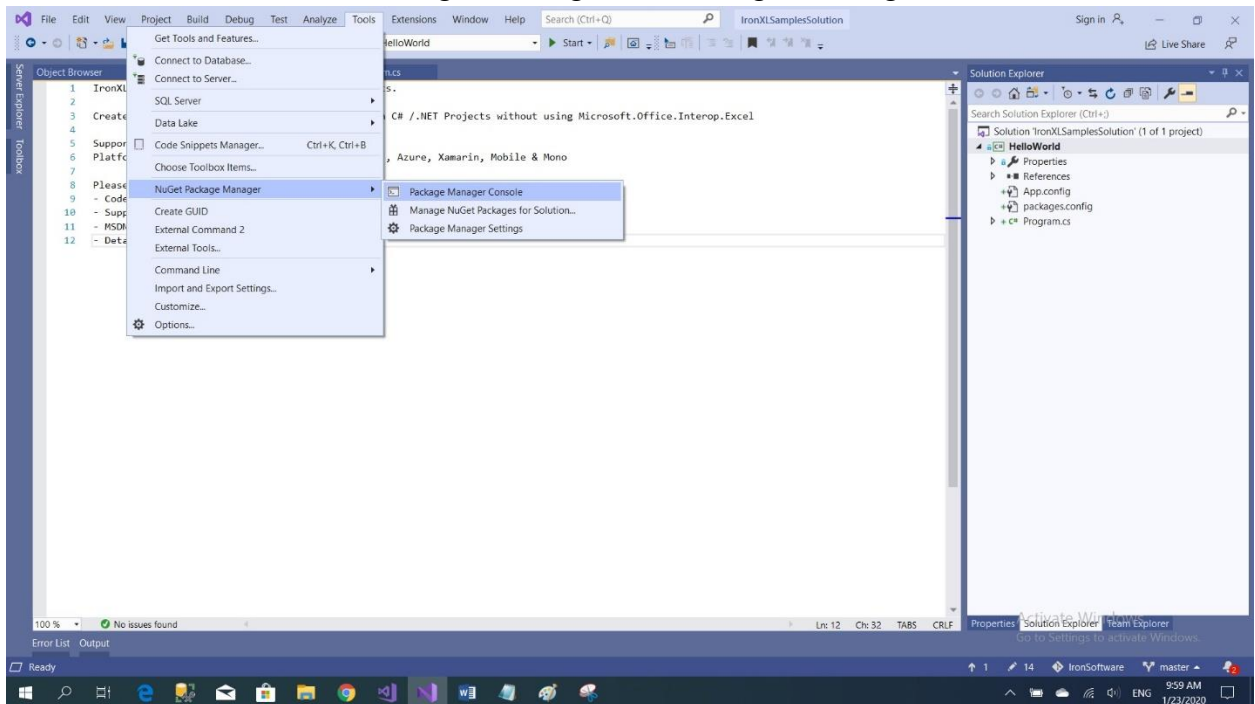 File Edit View Project Build Debug Test Analyze Tools Extensions Window Help Search (Ctrl+Q) IronXLSamplesSolution Sign in
HelloWorld Start Live Share
Server Explorer
Toolbox
Object Browser m.cs
Get Tools and Features...
Connect to Database...
Connect to Server...
SQL Server
Data Lake
Code Snippets Manager... Ctrl+K, Ctrl+B
Choose Toolbox Items...
NuGet Package Manager
Create GUID
External Command 2
External Tools...
Command Line
Import and Export Settings...
Customize...
Options...
Package Manager Console
Manage NuGet Packages for Solution...
Package Manager Settings
1 IronXL s.
2
3 Create C# /.NET Projects without using Microsoft.Office.Interop.Excel
4
5 Suppor
6 Platfo , Azure, Xamarin, Mobile & Mono
7
8 Please
9 - Code
10 - Supp
11 - MSDN
12 - Deta
Solution Explorer
Search Solution Explorer (Ctrl+;)
Solution 'IronXLSamplesSolution' (1 of 1 project)
HelloWorld
Properties
References
App.config
packages.config
C# Program.cs
100 % No issues found Ln: 12 Ch: 32 TABS CRLF
Properties Solution Explorer Team Explorer
Activate Windows
Go to Settings to activate Windows.
Error List Output
Ready 1 14 IronSoftware master 2
ENG 9:59 AM
1/23/2020